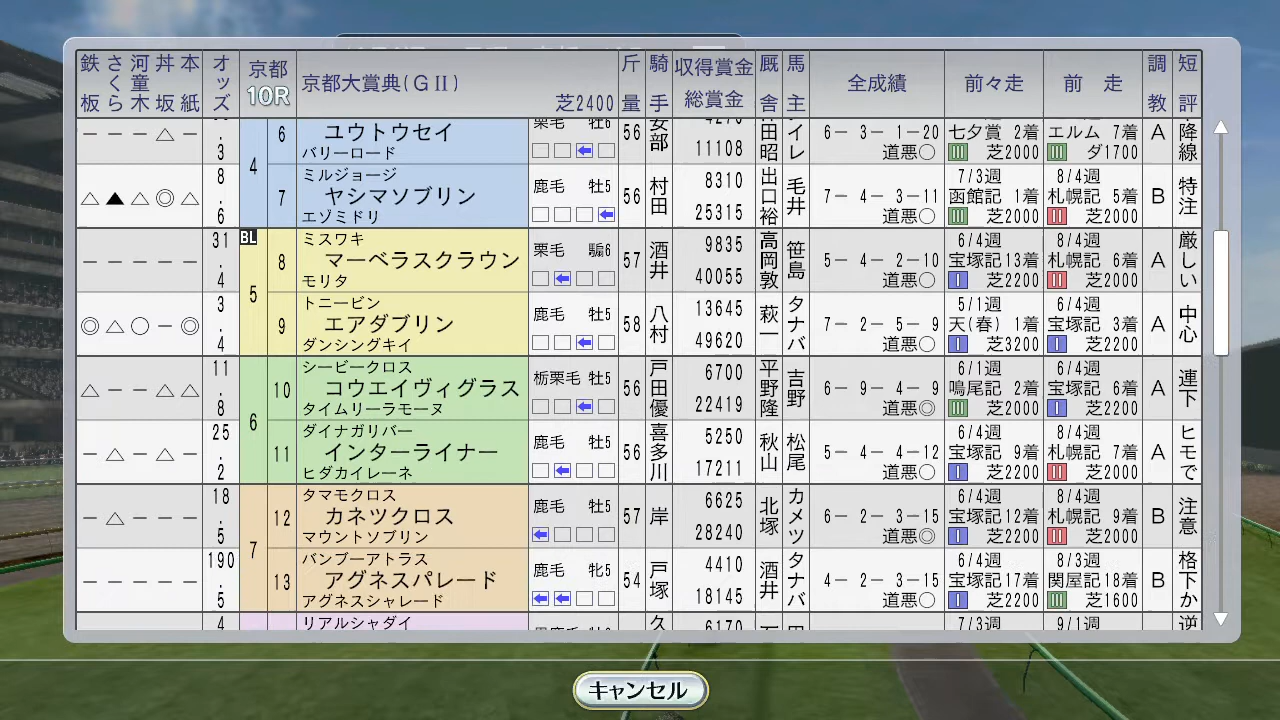 鉄板 さくら 河童木 丼坂 本紙 オッズ 京都10R 京都大賞典(GⅡ) 芝2400 斤量 騎手 収得賞金 総賞金 厩舎 馬主 全成績 前々走 前走 調教 短評
－ － － △ － .3 4 6 ユウトウセイ バリーロード 栗毛 牡6 56 安部 11108 田昭 イレ 6－ 3－ 1－20 道悪○ 七夕賞 2着 Ⅲ 芝2000 エルム 7着 Ⅲ ダ1700 A 隆線
△ ▲ △ ◎ △ 8.6 7 ミルジョージ ヤシマソブリン エゾミドリ 鹿毛 牡5 56 村田 8310 25315 出口裕 毛井 7－ 4－ 3－11 道悪○ 7/3週 函館記 1着 Ⅲ 芝2000 8/4週 札幌記 5着 Ⅱ 芝2000 B 特注
－ － － － － 31.4 BL 5 8 ミスワキ マーベラスクラウン モリタ 栗毛 騸6 57 酒井 9835 40055 高岡敦 笹島 5－ 4－ 2－10 道悪○ 6/4週 宝塚記13着 Ⅰ 芝2200 8/4週 札幌記 6着 Ⅱ 芝2000 A 厳しい
◎ △ ○ － ◎ 3.4 9 トニービン エアダブリン ダンシングキイ 鹿毛 牡5 58 八村 13645 49620 萩一 タナバ 7－ 2－ 5－ 9 道悪○ 5/1週 天(春) 1着 Ⅰ 芝3200 6/4週 宝塚記 3着 Ⅰ 芝2200 A 中心
△ － － △ △ 11.8 6 10 シービークロス コウエイヴィグラス タイムリーラモーヌ 栃栗毛 牡5 56 戸田優 6700 22419 平野隆 吉野 6－ 9－ 4－ 9 道悪◎ 6/1週 鳴尾記 2着 Ⅲ 芝2000 6/4週 宝塚記 6着 Ⅰ 芝2200 A 連下
－ △ － △ － 25.2 11 ダイナガリバー インターライナー ヒダカイレーネ 鹿毛 牡5 56 喜多川 5250 17211 秋山 松尾 5－ 4－ 4－12 道悪○ 6/4週 宝塚記 9着 Ⅰ 芝2200 8/4週 札幌記 7着 Ⅱ 芝2000 A ヒモで
－ △ － － － 18.5 7 12 タマモクロス カネツクロス マウントソブリン 鹿毛 牡5 57 岸 6625 28240 北塚 カメツ 6－ 2－ 3－15 道悪◎ 6/4週 宝塚記12着 Ⅰ 芝2200 8/4週 札幌記 9着 Ⅱ 芝2000 B 注意
－ － － － － 190.5 13 バンブーアトラス アグネスパレード アグネスシャレード 鹿毛 牝5 54 戸塚 4410 18145 酒井 タナバ 4－ 2－ 3－15 道悪○ 6/4週 宝塚記17着 Ⅰ 芝2200 8/3週 関屋記18着 Ⅲ 芝1600 B 格下か
4 リアルシャダイ 久 6170 7/3週 9/1週 逆
キャンセル